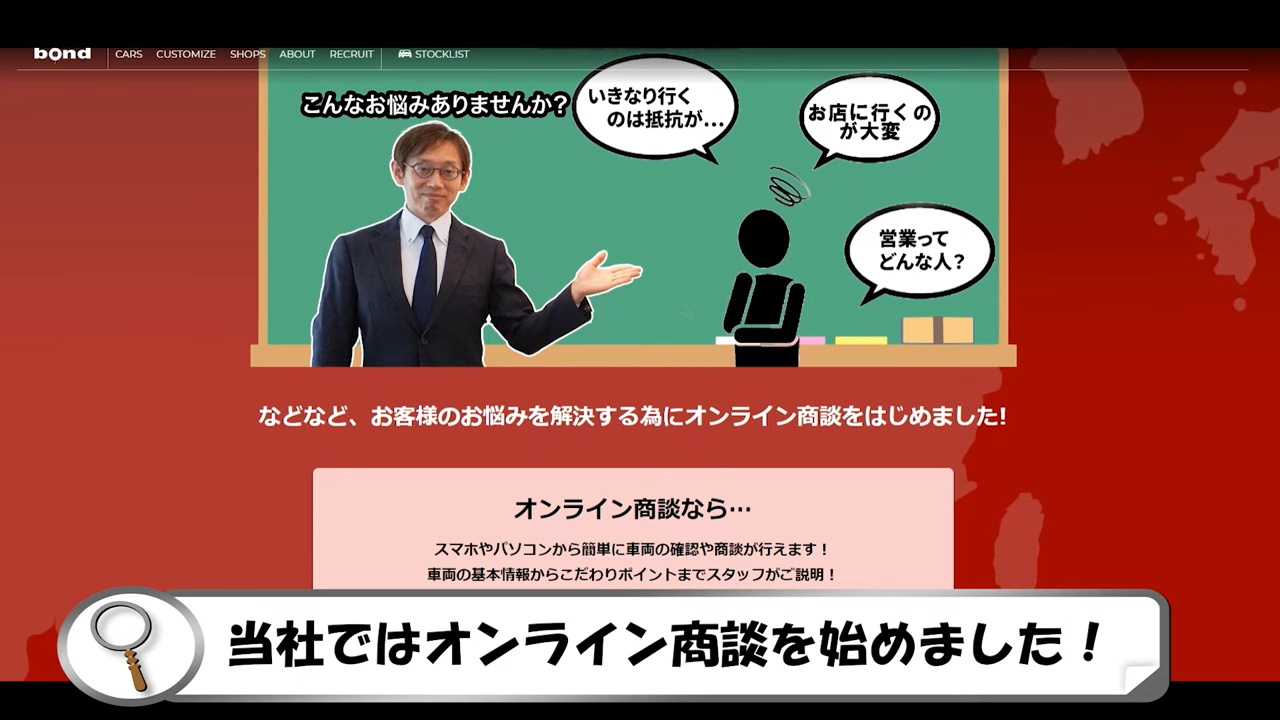 bond
CARS CUSTOMIZE SHOPS ABOUT RECRUIT STOCKLIST
こんなお悩みありませんか?
いきなり行く
のは抵抗が…
お店に行くの
が大変
営業って
どんな人?
などなど、お客様のお悩みを解決する為にオンライン商談をはじめました!
オンライン商談なら…
スマホやパソコンから簡単に車両の確認や商談が行えます!
車両の基本情報からこだわりポイントまでスタッフがご説明!
当社ではオンライン商談を始めました!